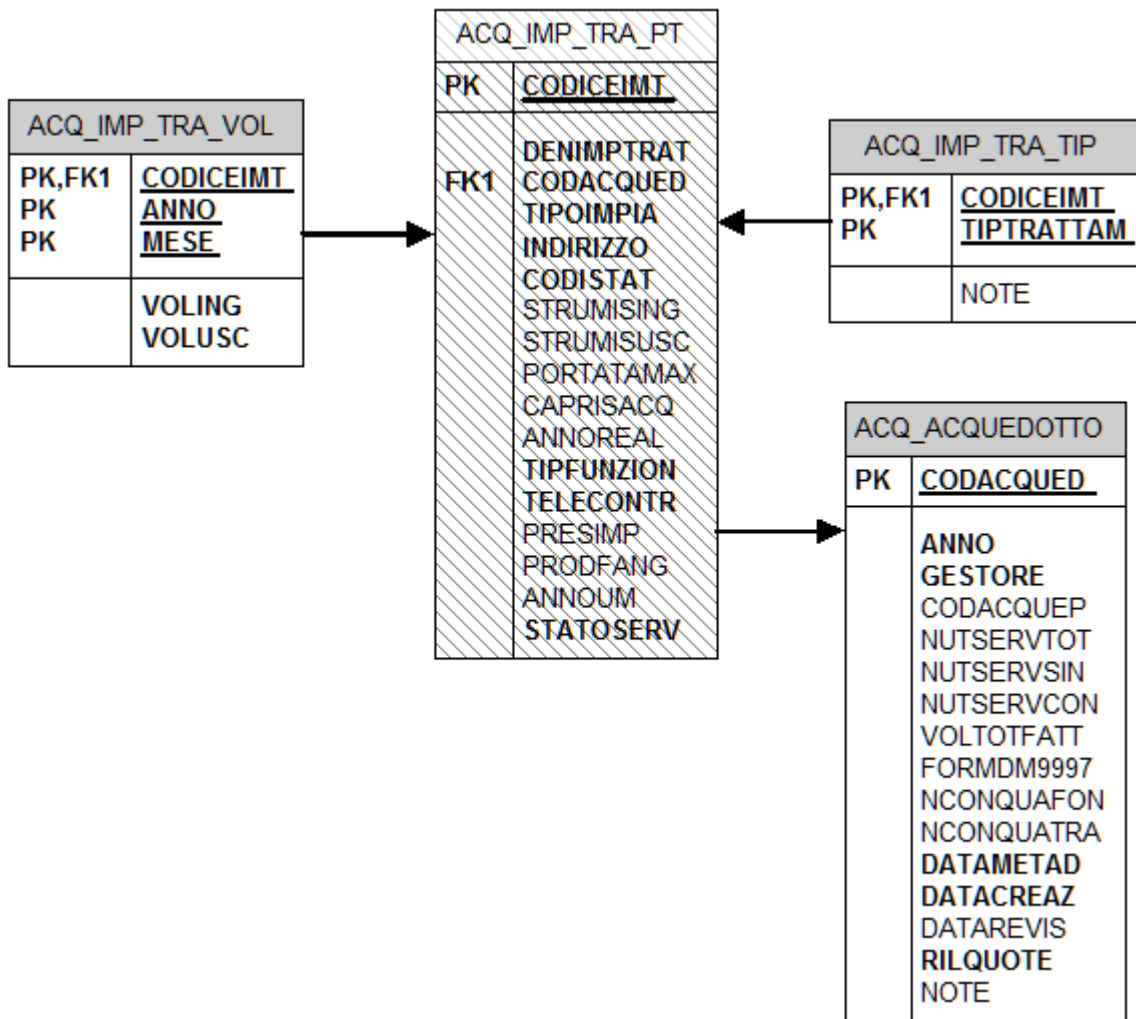 ACQ_IMP_TRA_PT
PK CODICEIMT
DENIMPTRAT
FK1 CODACQUED
TIPOIMPIA
INDIRIZZO
CODISTAT
STRUMISING
STRUMISUSC
PORTATAMAX
CAPRISACQ
ANNOREAL
TIPFUNZION
TELECONTR
PRESIMP
PRODFANG
ANNOUM
STATOSERV
ACQ_IMP_TRA_VOL
PK,FK1 CODICEIMT
PK ANNO
PK MESE
VOLING
VOLUSC
ACQ_IMP_TRA_TIP
PK,FK1 CODICEIMT
PK TIPTRATTAM
NOTE
ACQ_ACQUEDOTTO
PK CODACQUED
ANNO
GESTORE
CODACQUEP
NUTSERVTOT
NUTSERVSIN
NUTSERVCON
VOLTOTFATT
FORMDM9997
NCONQUAFON
NCONQUATRA
DATAMETAD
DATACREAZ
DATAREVIS
RILQUOTE
NOTE